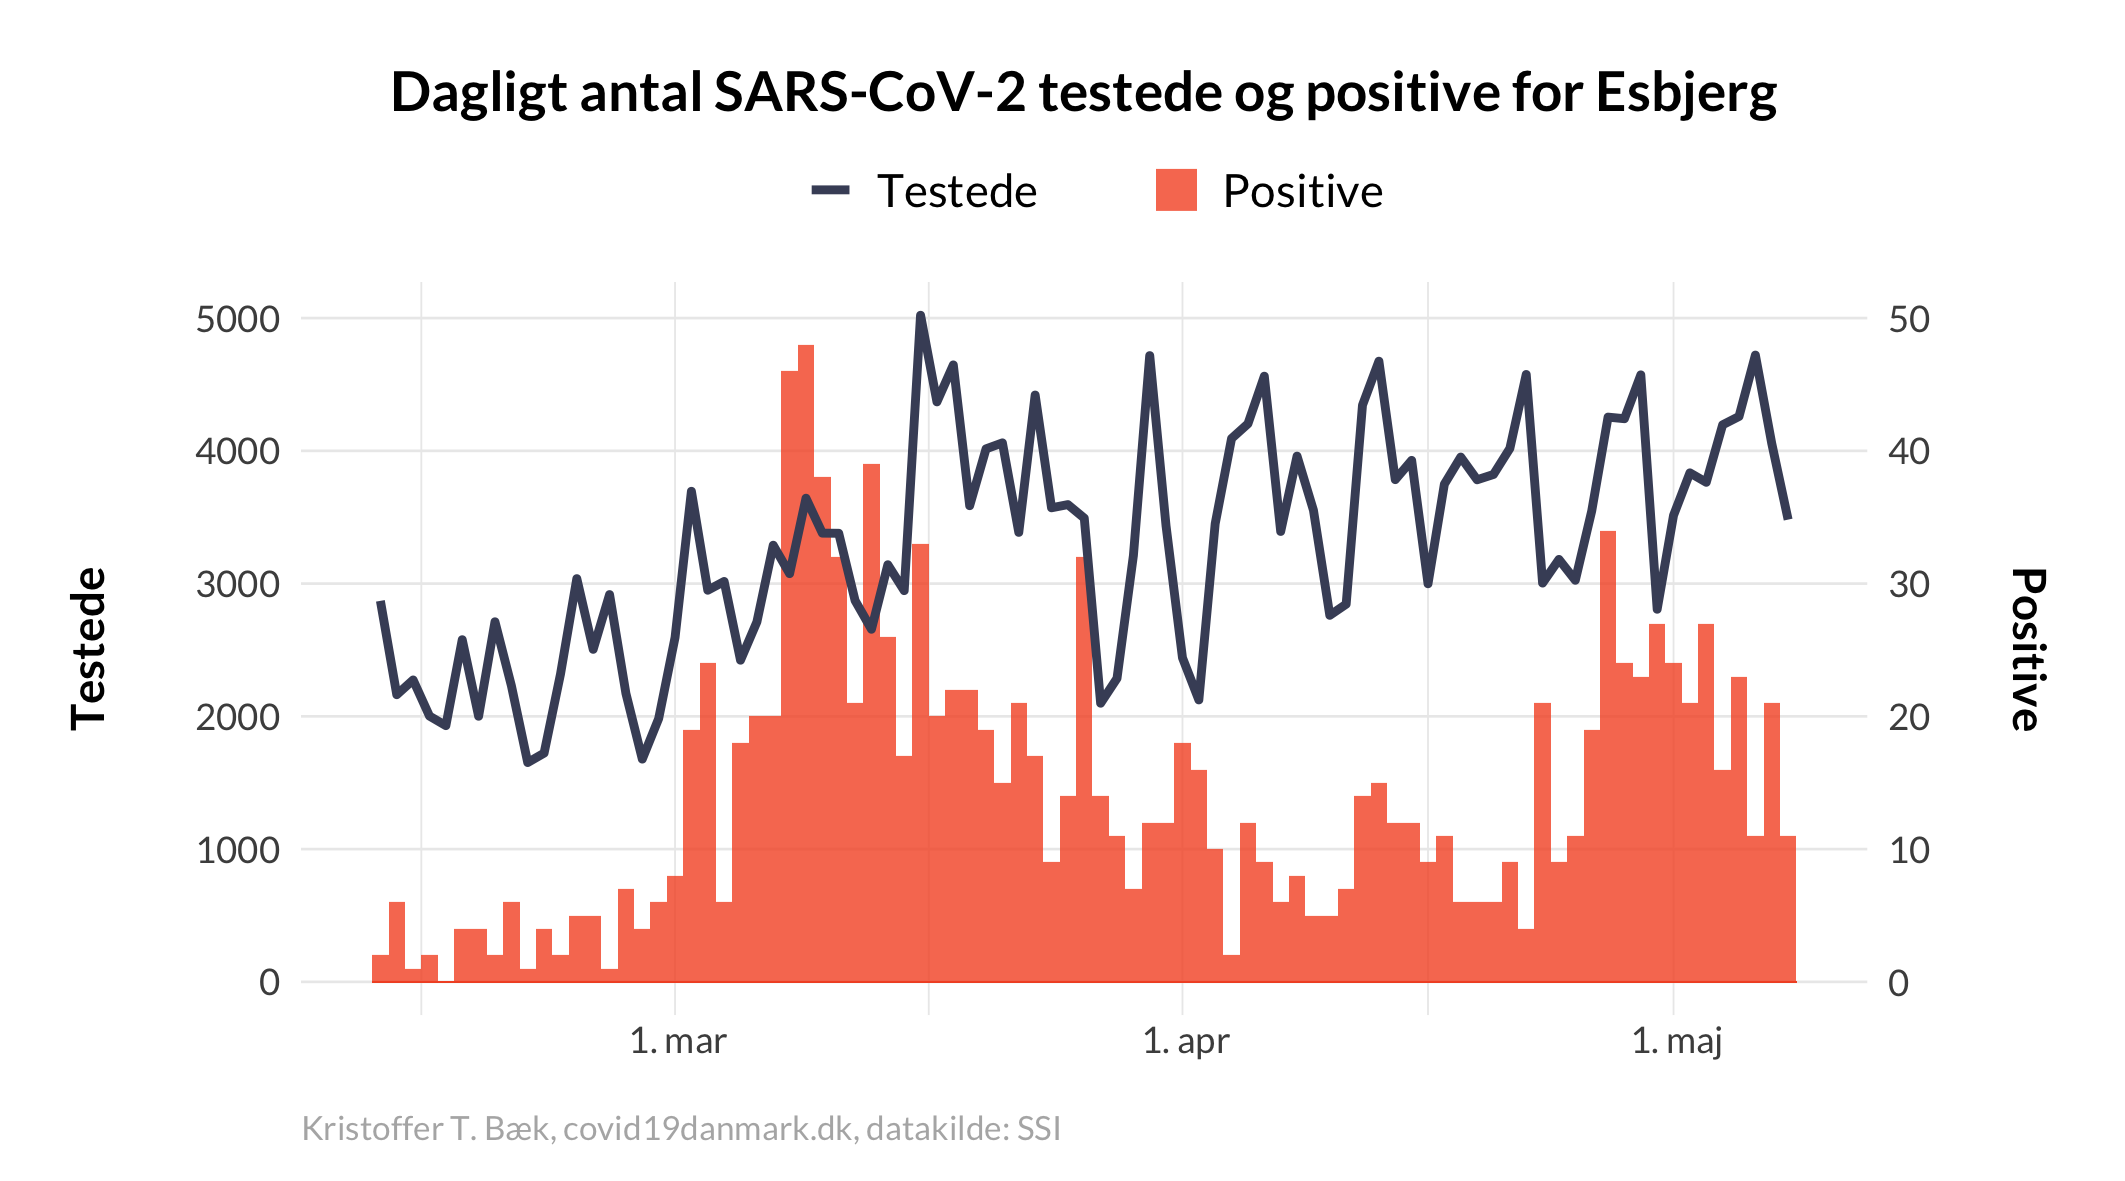 Dagligt antal SARS-CoV-2 testede og positive for Esbjerg
Testede
Positive
5000
4000
3000
2000
1000
0
Testede
50
40
30
20
10
0
Positive
1. mar
1. apr
1. maj
Kristoffer T. Bæk, covid19danmark.dk, datakilde: SSI